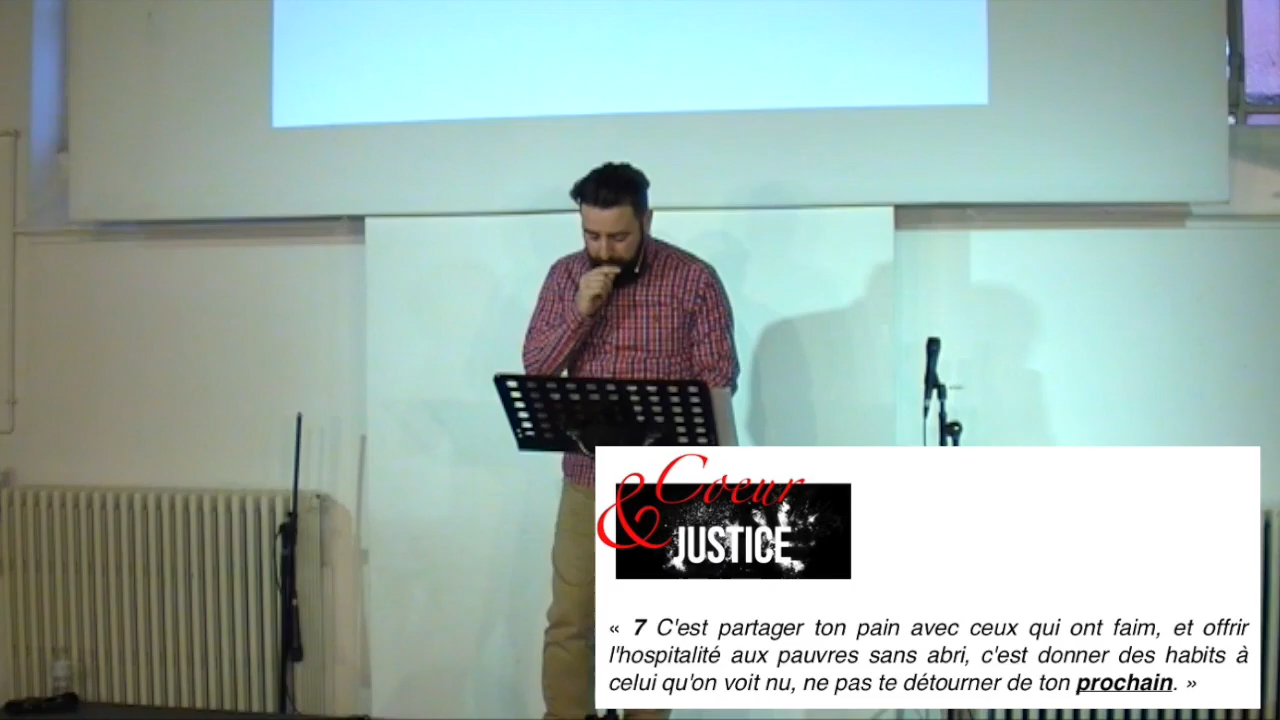 Coeur
& JUSTICE
« 7 C'est partager ton pain avec ceux qui ont faim, et offrir
l'hospitalité aux pauvres sans abri, c'est donner des habits à
celui qu'on voit nu, ne pas te détourner de ton prochain. »